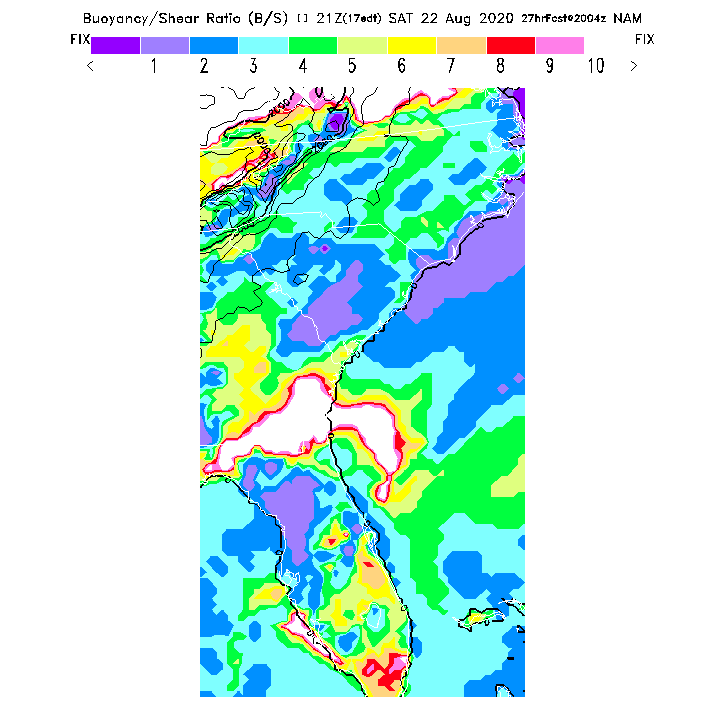 Buoyancy/Shear Ratio (B/S) [] 21Z(17edt) SAT 22 Aug 2020 27hrFcst@2004z NAM
FIX FIX
< 1 2 3 4 5 6 7 8 9 10 >